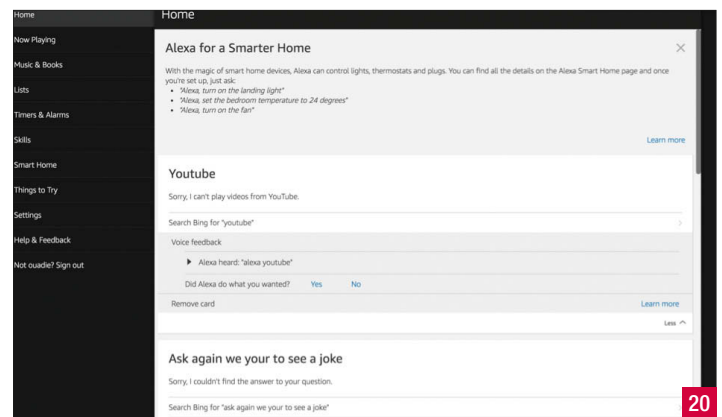 Home
Now Playing
Music & Books
Lists
Timers & Alarms
Skills
Smart Home
Things to Try
Settings
Help & Feedback
Not ouadie? Sign out
Home
Alexa for a Smarter Home
With the magic of smart home devices, Alexa can control lights, thermostats and plugs. You can find all the details on the Alexa Smart Home page and once
you're set up, just ask:
• "Alexa, turn on the landing light"
• "Alexa, set the bedroom temperature to 24 degrees"
• "Alexa, turn on the fan"
Learn more
Youtube
Sorry, I can't play videos from YouTube.
Search Bing for "youtube"
Voice feedback
Alexa heard: "alexa youtube"
Did Alexa do what you wanted? Yes No
Remove card Learn more
Less
Ask again we your to see a joke
Sorry, I couldn't find the answer to your question.
Search Bing for "ask again we your to see a joke"
20